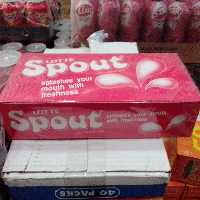 LOTTE
Spout
splashes your
mouth with
freshness
LOTTE
Spout
splashes your mouth
with freshness
40 PACKS